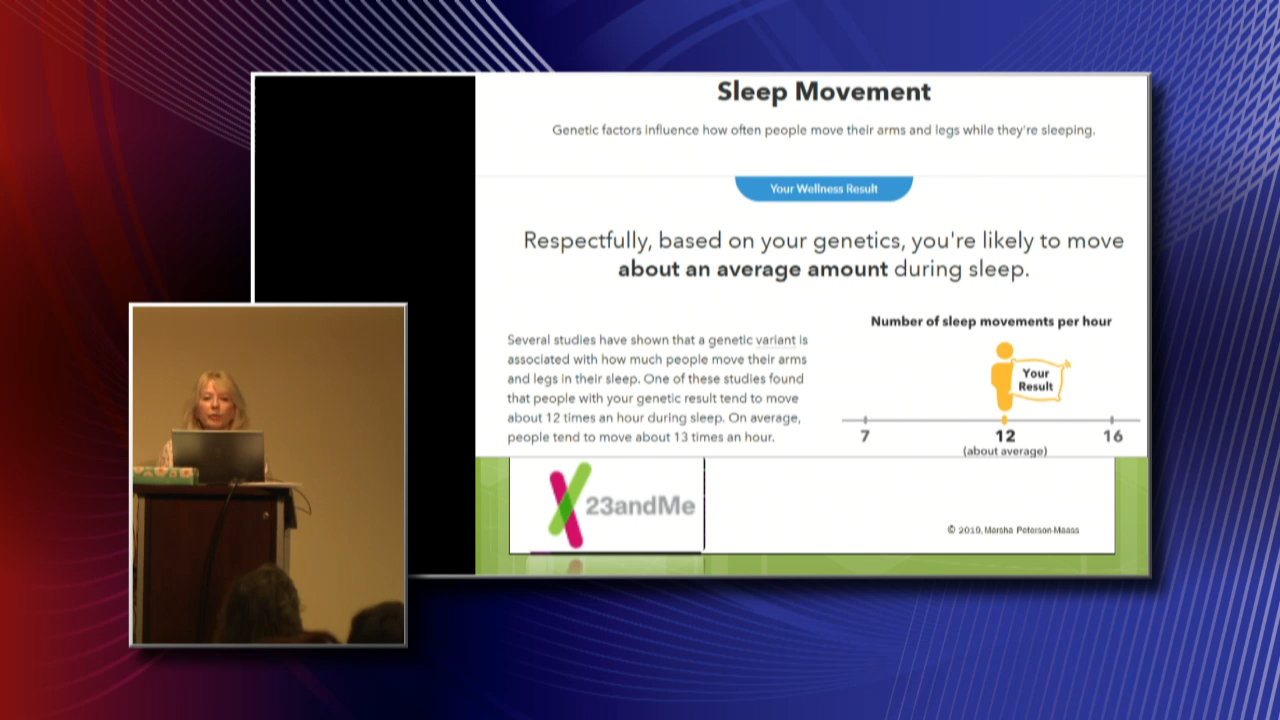 Sleep Movement
Genetic factors influence how often people move their arms and legs while they're sleeping.
Your Wellness Result
Respectfully, based on your genetics, you're likely to move
about an average amount during sleep.
Several studies have shown that a genetic variant is
associated with how much people move their arms
and legs in their sleep. One of these studies found
that people with your genetic result tend to move
about 12 times an hour during sleep. On average,
people tend to move about 13 times an hour.
Number of sleep movements per hour
Your
Result
7
12
16
(about average)
23andMe
© 2019, Marsha Peterson-Maass